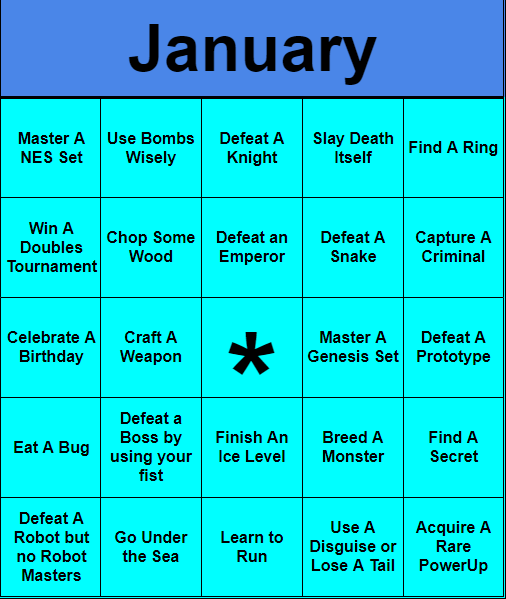 January
Master A
NES Set
Use Bombs
Wisely
Defeat A
Knight
Slay Death
Itself
Find A Ring
Win A
Doubles
Tournament
Chop Some
Wood
Defeat an
Emperor
Defeat A
Snake
Capture A
Criminal
Celebrate A
Birthday
Craft A
Weapon
*
Master A
Genesis Set
Defeat A
Prototype
Eat A Bug
Defeat a
Boss by
using your
fist
Finish An
Ice Level
Breed A
Monster
Find A
Secret
Defeat A
Robot but
no Robot
Masters
Go Under
the Sea
Learn to
Run
Use A
Disguise or
Lose A Tail
Acquire A
Rare
PowerUp